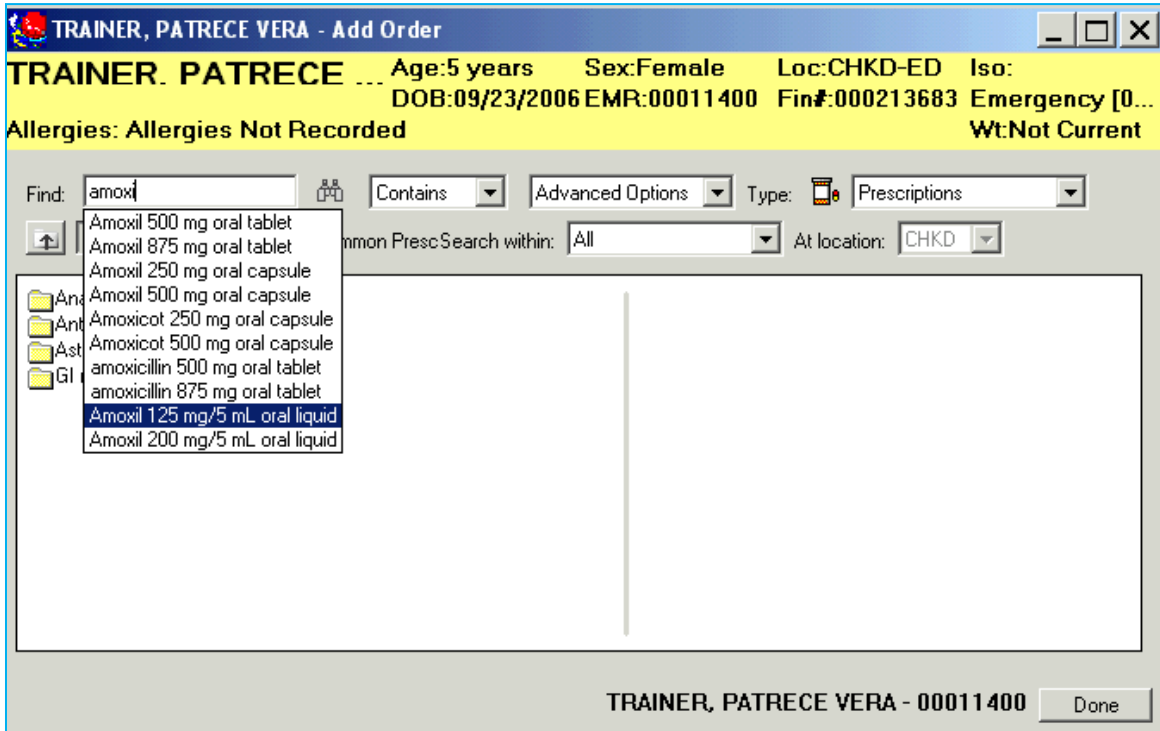 TRAINER, PATRECE VERA - Add Order
TRAINER, PATRECE ... Age:5 years Sex:Female Loc:CHKD-ED Iso:
DOB:09/23/2006 EMR:00011400 Fin#:000213683 Emergency [0...
Allergies: Allergies Not Recorded Wt:Not Current
Find: amoxi Contains Advanced Options Type: Prescriptions
mmon PrescSearch within: All At location: CHKD
Amoxil 500 mg oral tablet
Amoxil 875 mg oral tablet
Amoxil 250 mg oral capsule
Amoxil 500 mg oral capsule
Amoxicot 250 mg oral capsule
Amoxicot 500 mg oral capsule
amoxicillin 500 mg oral tablet
amoxicillin 875 mg oral tablet
Amoxil 125 mg/5 mL oral liquid
Amoxil 200 mg/5 mL oral liquid
Ana
Ant
Ast
GI
TRAINER, PATRECE VERA - 00011400 Done